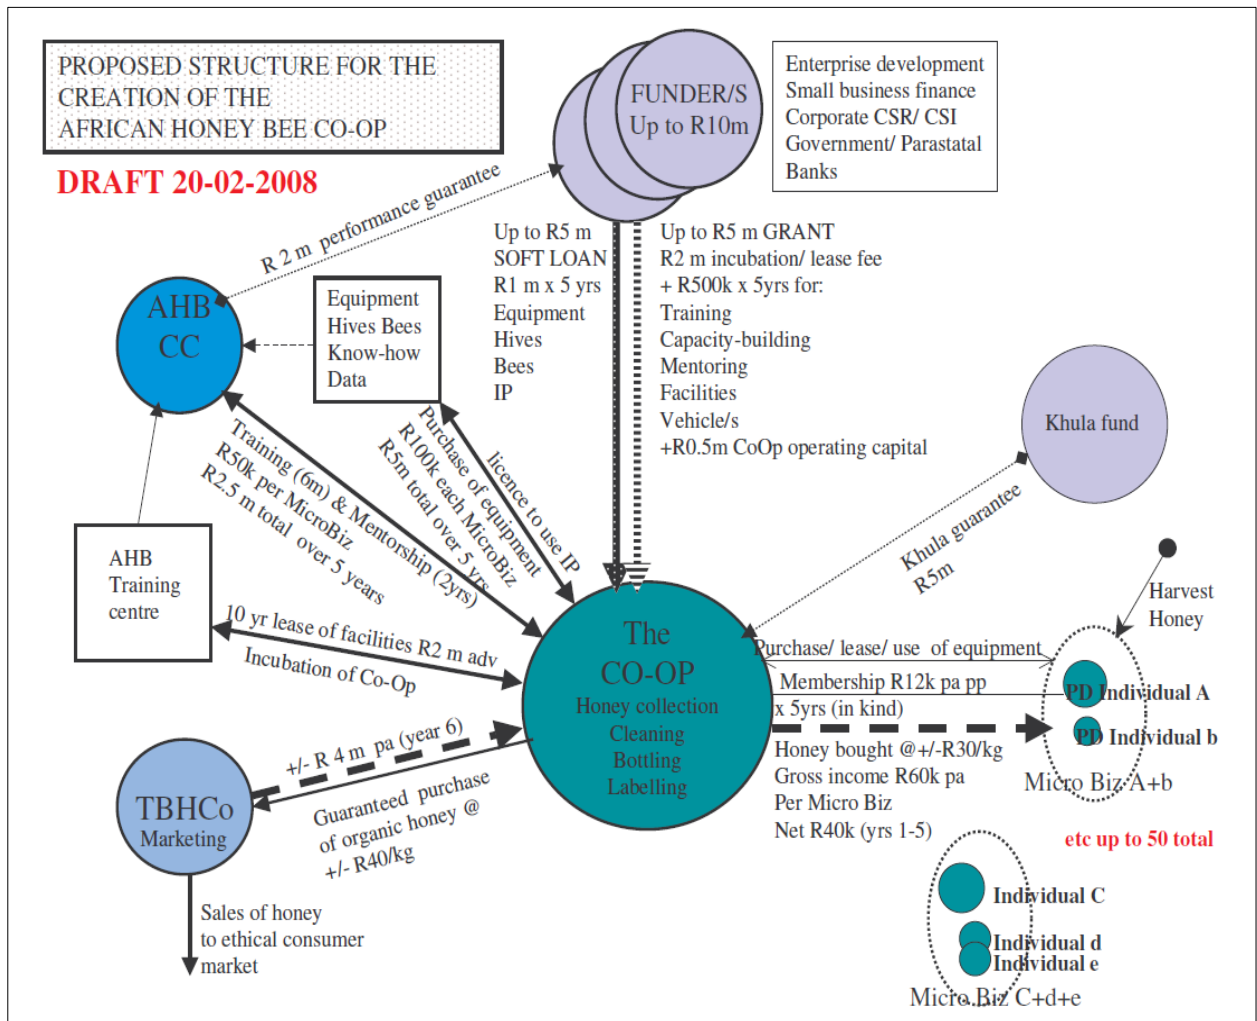 PROPOSED STRUCTURE FOR THE
CREATION OF THE
AFRICAN HONEY BEE CO-OP
DRAFT 20-02-2008
FUNDER/S
Up to R10m
Enterprise development
Small business finance
Corporate CSR/ CSI
Government/ Parastatal
Banks
R 2 m performance guarantee
AHB
CC
Equipment
Hives Bees
Know-how
Data
Up to R5 m
SOFT LOAN
R1 m x 5 yrs
Equipment
Hives
Bees
IP
Up to R5 m GRANT
R2 m incubation/ lease fee
+ R500k x 5yrs for:
Training
Capacity-building
Mentoring
Facilities
Vehicle/s
+R0.5m CoOp operating capital
Khula fund
Khula guarantee
R5m
Training (6m) & Mentorship (2yrs)
R50k per MicroBiz
R2.5 m total over 5 years
Purchase of equipment
R100k each MicroBiz
R5m total over 5 yrs
licence to use IP
AHB
Training
centre
10 yr lease of facilities R2 m adv
Incubation of Co-Op
The
CO-OP
Honey collection
Cleaning
Bottling
Labelling
Harvest
Honey
Purchase/ lease/ use of equipment
Membership R12k pa pp
x 5yrs (in kind)
Honey bought @+/-R30/kg
Gross income R60k pa
Per Micro Biz
Net R40k (yrs 1-5)
PD Individual A
PD Individual b
Micro Biz A+b
etc up to 50 total
Individual C
Individual d
Individual e
Micro Biz C+d+e
+/- R 4 m pa (year 6)
Guaranteed purchase
of organic honey @
+/- R40/kg
TBHCo
Marketing
Sales of honey
to ethical consumer
market